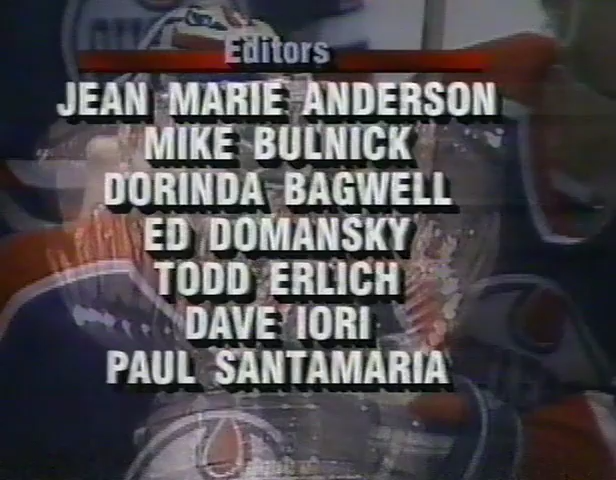 Editors
JEAN MARIE ANDERSON
MIKE BULNICK
DORINDA BAGWELL
ED DOMANSKY
TODD ERLICH
DAVE IORI
PAUL SANTAMARIA